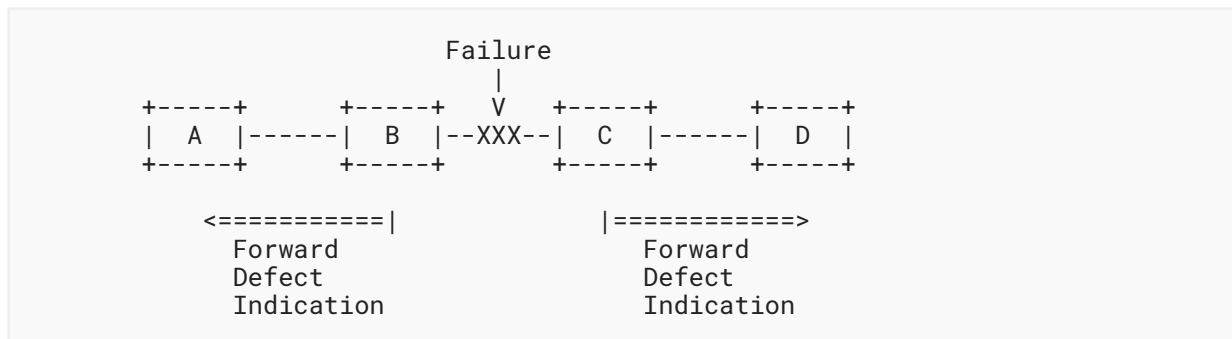 Failure
                       |
+-----+      +-----+   V   +-----+      +-----+
|  A  |------|  B  |--XXX--|  C  |------|  D  |
+-----+      +-----+       +-----+      +-----+
    <===========|             |============>
      Forward                   Forward
      Defect                    Defect
      Indication                Indication